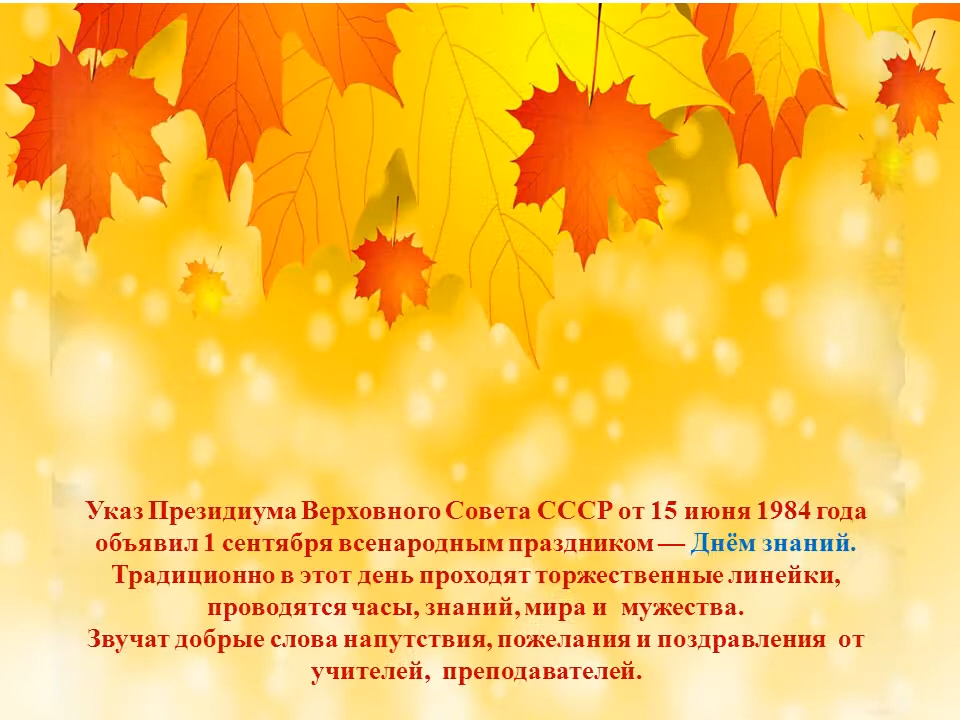 Указ Президиума Верховного Совета СССР от 15 июня 1984 года
объявил 1 сентября всенародным праздником — Днём знаний.
Традиционно в этот день проходят торжественные линейки,
проводятся часы, знаний, мира и  мужества.
Звучат добрые слова напутствия, пожелания и поздравления  от
учителей,  преподавателей.